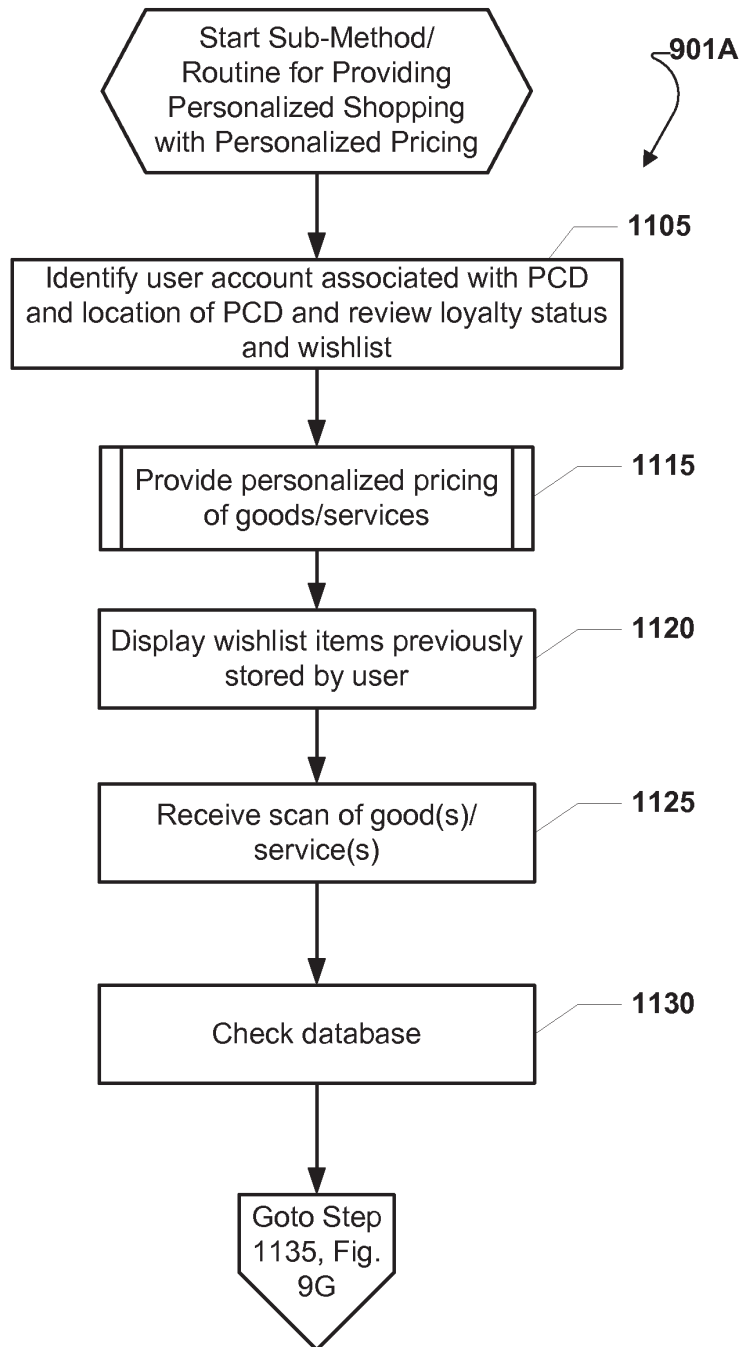 Start Sub-Method/
Routine for Providing
Personalized Shopping
with Personalized Pricing
901A
1105
Identify user account associated with PCD
and location of PCD and review loyalty status
and wishlist
1115
Provide personalized pricing
of goods/services
1120
Display wishlist items previously
stored by user
1125
Receive scan of good(s)/
service(s)
1130
Check database
Goto Step
1135, Fig.
9G